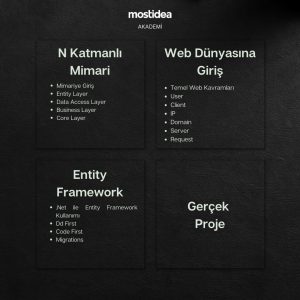 mostidea
AKADEMİ
N Katmanlı
Mimari
Mimariye Giriş
Entity Layer
Data Access Layer
Business Layer
Core Layer
Web Dünyasına
Giriş
Temel Web Kavramları
User
Client
IP
Domain
Server
Request
Entity
Framework
.Net ile Entity Framework
Kullanımı
Dd First
Code First
Migrations
Gerçek
Proje